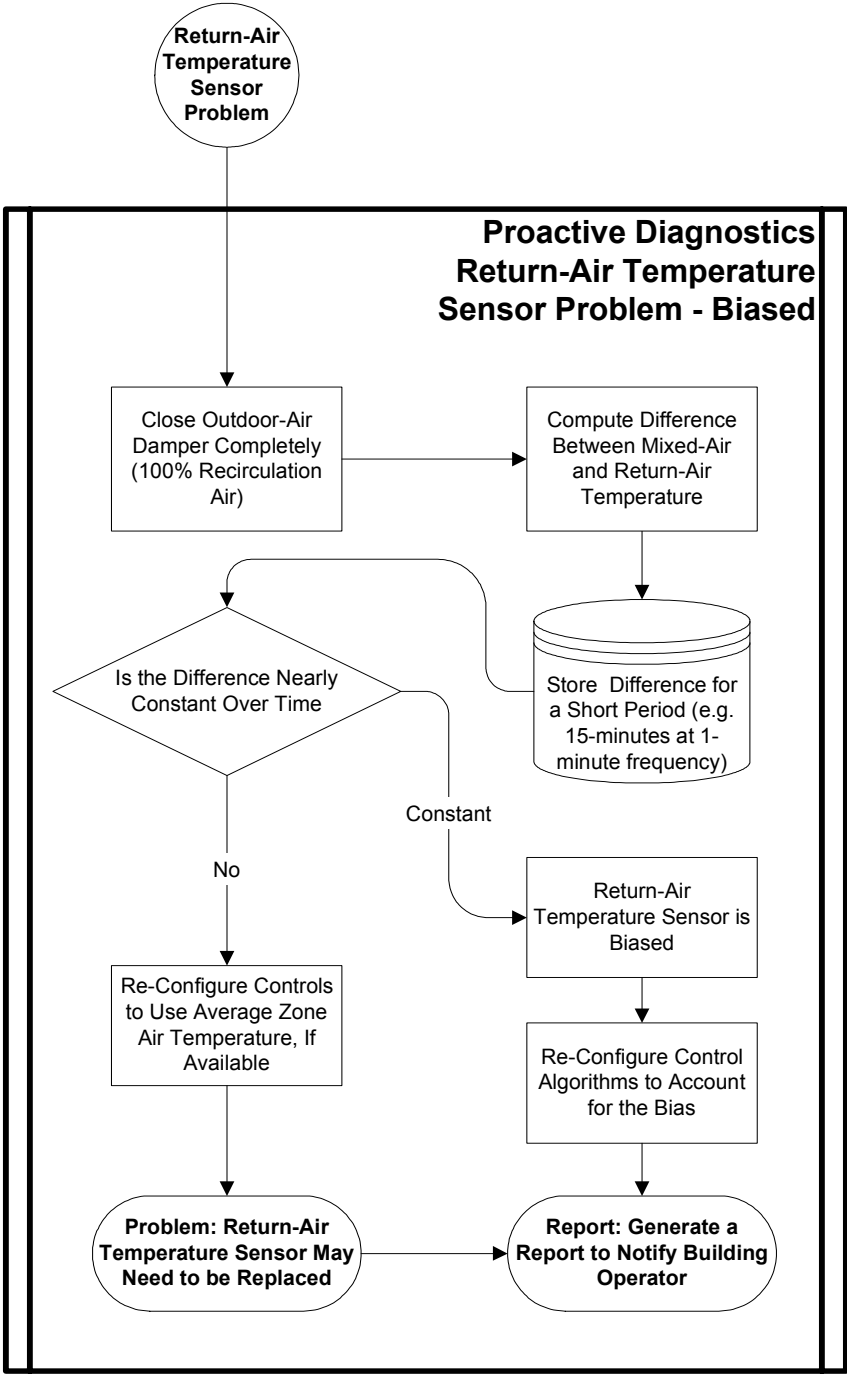 Return-Air
Temperature
Sensor
Problem
Proactive Diagnostics
Return-Air Temperature
Sensor Problem - Biased
Close Outdoor-Air
Damper Completely
(100% Recirculation
Air)
Compute Difference
Between Mixed-Air
and Return-Air
Temperature
Store Difference for
a Short Period (e.g.
15-minutes at 1-
minute frequency)
Is the Difference Nearly
Constant Over Time
Constant
No
Return-Air
Temperature Sensor is
Biased
Re-Configure Controls
to Use Average Zone
Air Temperature, If
Available
Re-Configure Control
Algorithms to Account
for the Bias
Problem: Return-Air
Temperature Sensor May
Need to be Replaced
Report: Generate a
Report to Notify Building
Operator